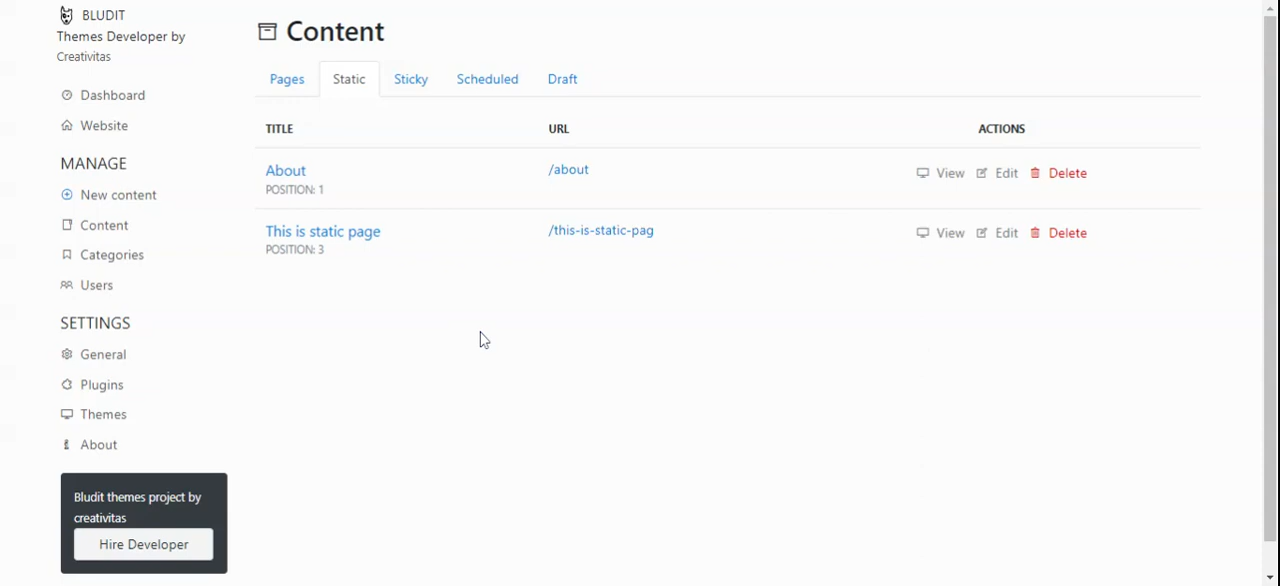 BLUDIT
Themes Developer by
Creativitas
Dashboard
Website
MANAGE
New content
Content
Categories
Users
SETTINGS
General
Plugins
Themes
About
Bludit themes project by
creativitas
Hire Developer
Content
Pages Static Sticky Scheduled Draft
TITLE URL ACTIONS
About /about View Edit Delete
POSITION: 1
This is static page /this-is-static-pag View Edit Delete
POSITION: 3